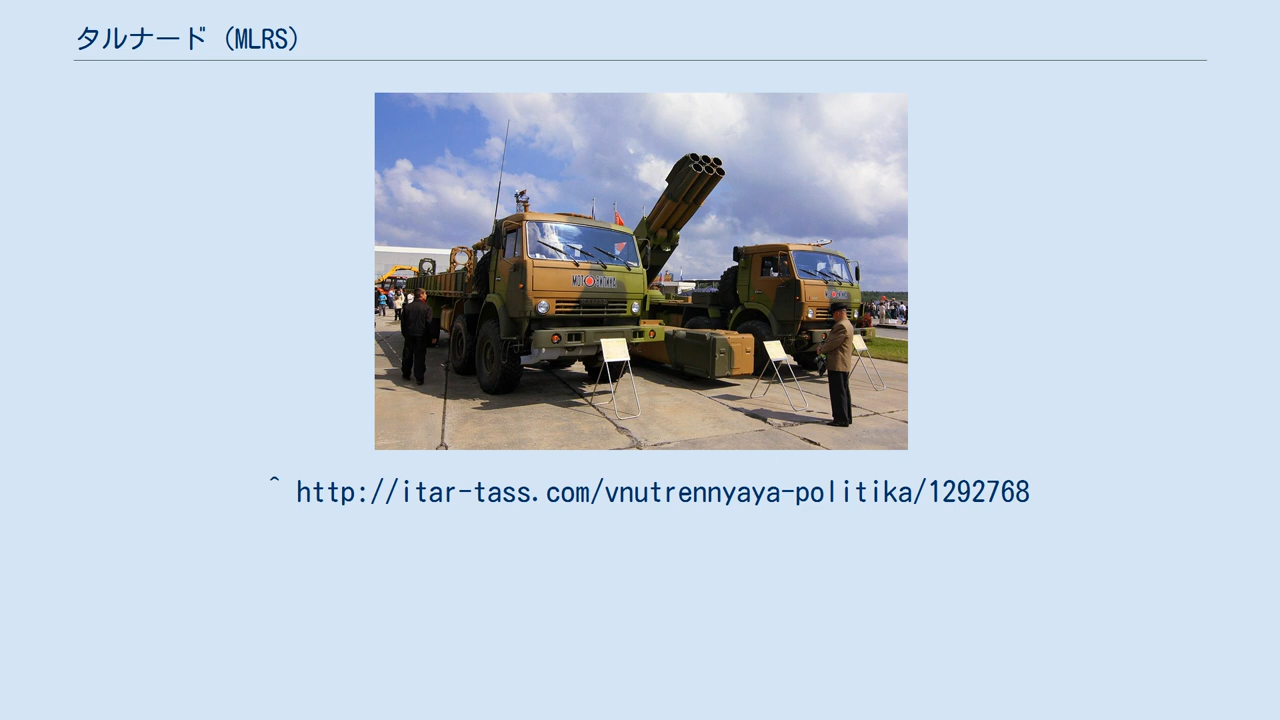 タルナード（MLRS）
^ http://itar-tass.com/vnutrennyaya-politika/1292768